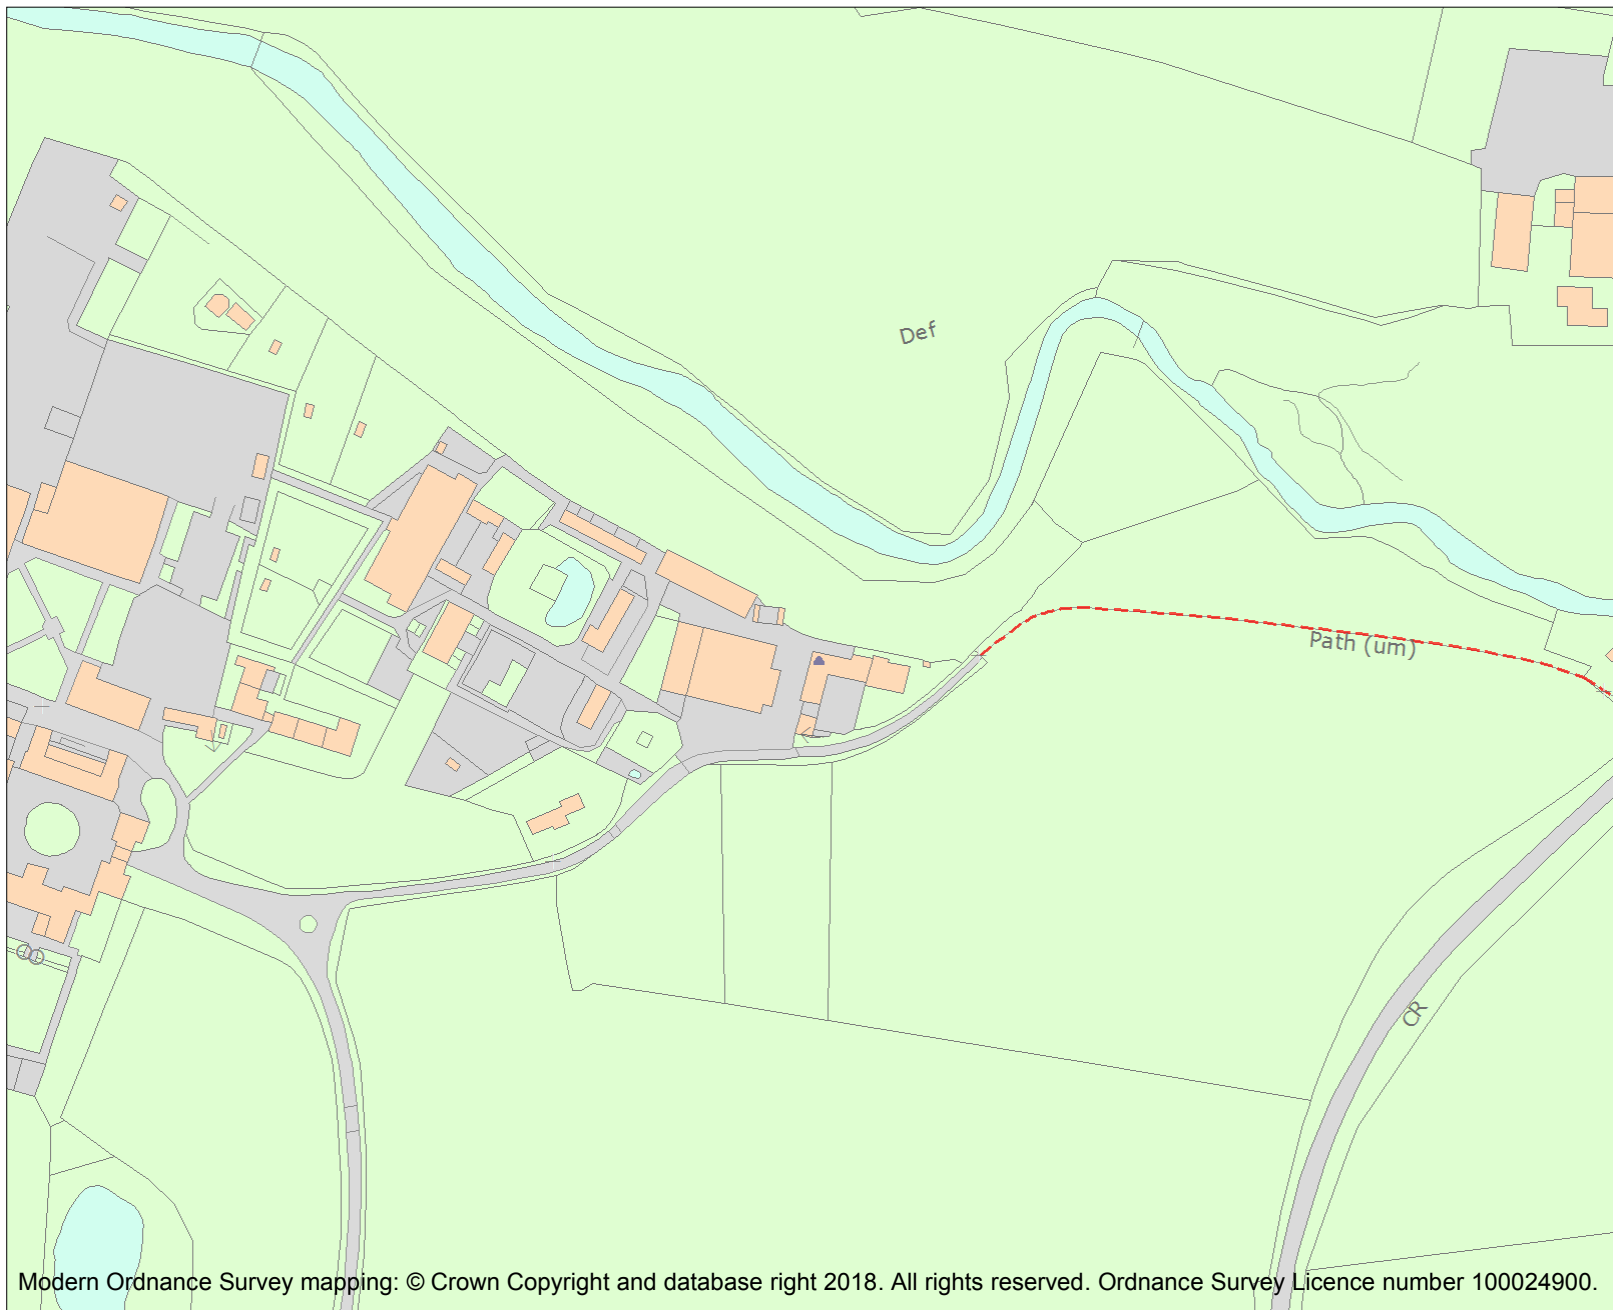 Def
Path (um)
CR
Modern Ordnance Survey mapping: © Crown Copyright and database right 2018. All rights reserved. Ordnance Survey Licence number 100024900.